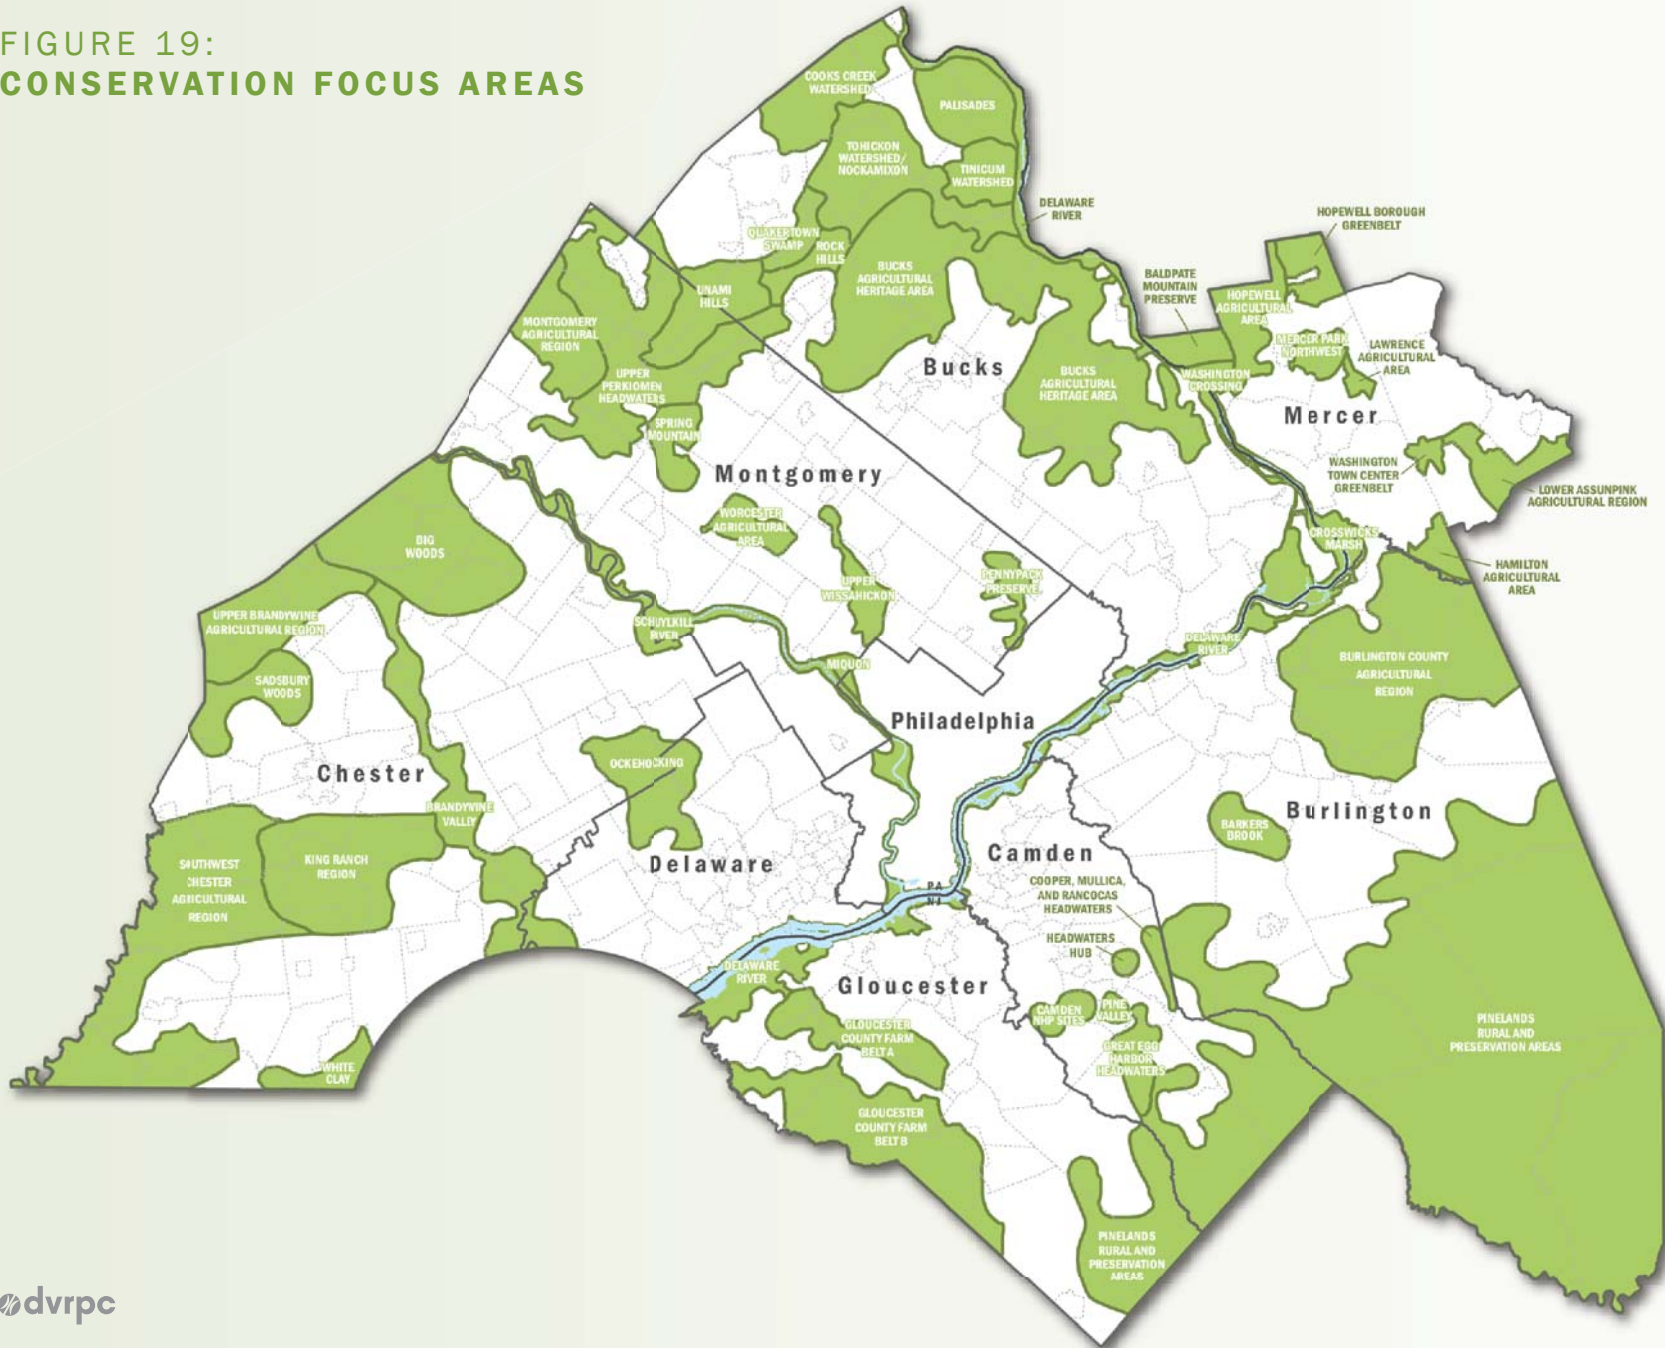 FIGURE 19:
CONSERVATION FOCUS AREAS
COOKS CREEK
WATERSHED
PALISADES
TOHICKON
WATERSHED/
NOCKAMIXON
TINICUM
WATERSHED
DELAWARE
RIVER
HOPEWELL BOROUGH
GREENBELT
QUAKERTOWN
SWAMP
ROCK
HILLS
BUCKS
AGRICULTURAL
HERITAGE AREA
BALDPATE
MOUNTAIN
PRESERVE
UNAMI
HILLS
HOPEWELL
AGRICULTURAL
AREA
MONTGOMERY
AGRICULTURAL
REGION
MERCER PARK
NORTHWEST
LAWRENCE
AGRICULTURAL
AREA
Bucks
UPPER
PERKIOMEN
HEADWATERS
BUCKS
AGRICULTURAL
HERITAGE AREA
WASHINGTON
CROSSING
Mercer
SPRING
MOUNTAIN
Montgomery
WASHINGTON
TOWN CENTER
GREENBELT
LOWER ASSUNPINK
AGRICULTURAL REGION
WORCESTER
AGRICULTURAL
AREA
BIG
WOODS
CROSSWICKS
MARSH
HAMILTON
AGRICULTURAL
AREA
UPPER
WISSAHICKON
PENNYPACK
PRESERVE
UPPER BRANDYWINE
AGRICULTURAL REGION
SCHUYLKILL
RIVER
DELAWARE
RIVER
MIQUON
BURLINGTON COUNTY
AGRICULTURAL
REGION
SADSBURY
WOODS
Philadelphia
OCKEHOCKING
Chester
BRANDYWINE
VALLEY
Burlington
BARKERS
BROOK
Delaware
Camden
SOUTHWEST
CHESTER
AGRICULTURAL
REGION
KING RANCH
REGION
PA
NJ
COOPER, MULLICA,
AND RANCOCAS
HEADWATERS
HEADWATERS
HUB
DELAWARE
RIVER
Gloucester
CAMDEN
NHP SITES
PINE
VALLEY
GLOUCESTER
COUNTY FARM
BELT A
GREAT EGG
HARBOR
HEADWATERS
PINELANDS
RURAL AND
PRESERVATION AREAS
WHITE
CLAY
GLOUCESTER
COUNTY FARM
BELT B
PINELANDS
RURAL AND
PRESERVATION
AREAS
dvrpc